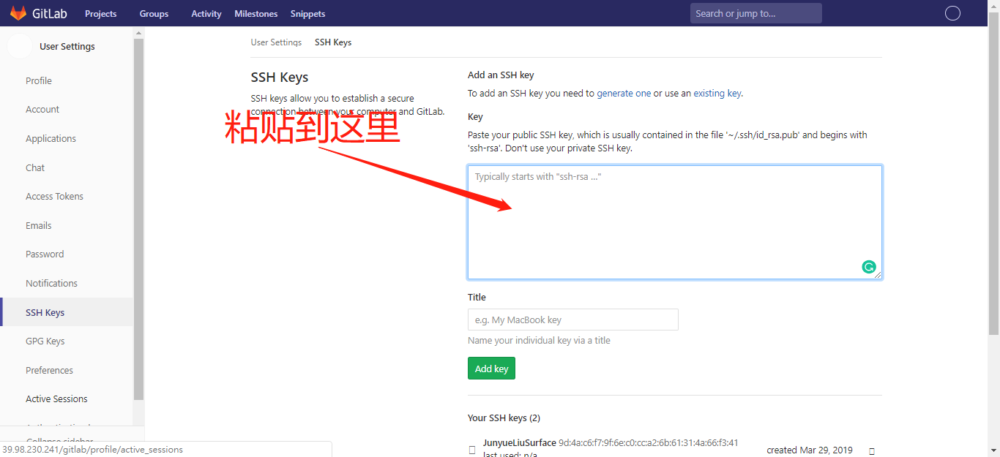 GitLab Projects Groups Activity Milestones Snippets Search or jump to...
User Settings
Profile
Account
Applications
Chat
Access Tokens
Emails
Password
Notifications
SSH Keys
GPG Keys
Preferences
Active Sessions
Collapse sidebar
39.98.230.241/gitlab/profile/active_sessions
User Settings SSH Keys
SSH Keys
SSH keys allow you to establish a secure
connection between your computer and GitLab.
粘贴到这里
Add an SSH key
To add an SSH key you need to generate one or use an existing key.
Key
Paste your public SSH key, which is usually contained in the file '~/.ssh/id_rsa.pub' and begins with
'ssh-rsa'. Don't use your private SSH key.
Typically starts with "ssh-rsa ..."
Title
e.g. My MacBook key
Name your individual key via a title
Add key
Your SSH keys (2)
JunyueLiuSurface 9d:4a:c6:f7:9f:6e:c0:cc:a2:6b:61:31:4a:66:f3:41
last used: n/a
created Mar 29, 2019